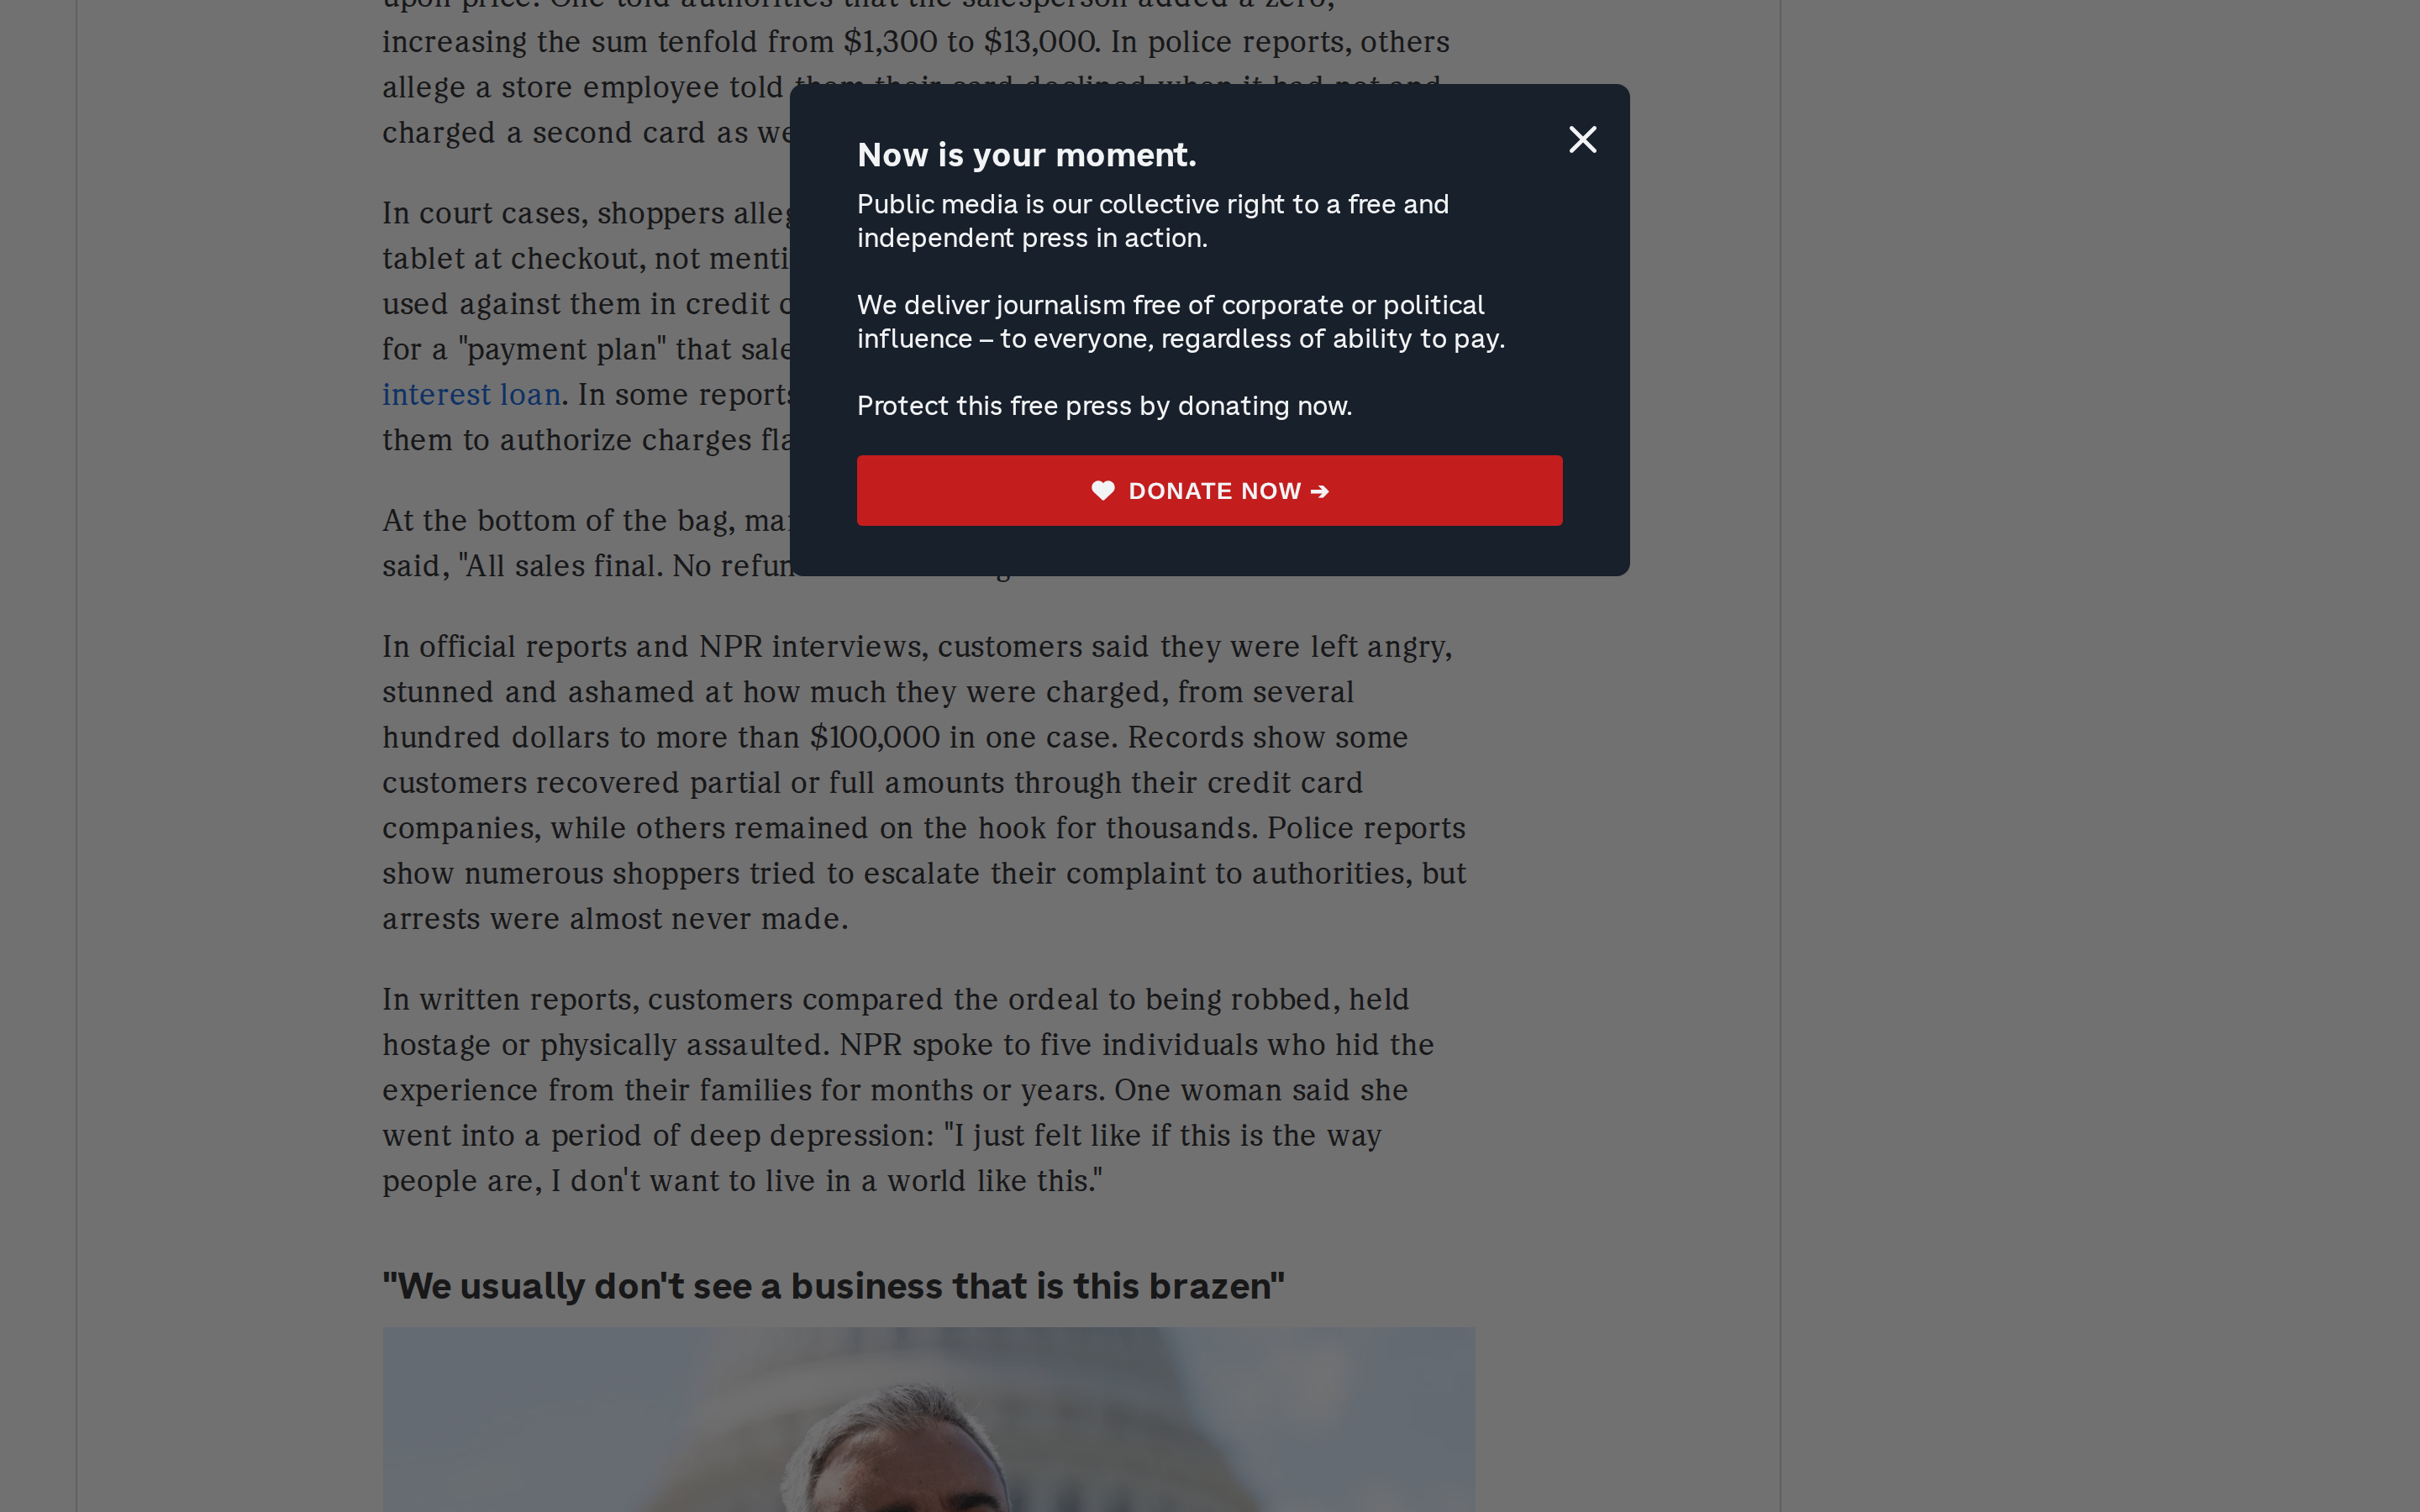 increasing the sum tenfold from $1,300 to $13,000. In police reports, others
allege a store employee told
charged a second card as
In court cases, shoppers
tablet at checkout, not
used against them in credit
for a "payment plan" that
interest loan. In some reports
them to authorize charges
At the bottom of the bag,
said, "All sales final. No
Now is your moment.
Public media is our collective right to a free and
independent press in action.
We deliver journalism free of corporate or political
influence – to everyone, regardless of ability to pay.
Protect this free press by donating now.
DONATE NOW ➔
In official reports and NPR interviews, customers said they were left angry,
stunned and ashamed at how much they were charged, from several
hundred dollars to more than $100,000 in one case. Records show some
customers recovered partial or full amounts through their credit card
companies, while others remained on the hook for thousands. Police reports
show numerous shoppers tried to escalate their complaint to authorities, but
arrests were almost never made.
In written reports, customers compared the ordeal to being robbed, held
hostage or physically assaulted. NPR spoke to five individuals who hid the
experience from their families for months or years. One woman said she
went into a period of deep depression: "I just felt like if this is the way
people are, I don't want to live in a world like this."
"We usually don't see a business that is this brazen"